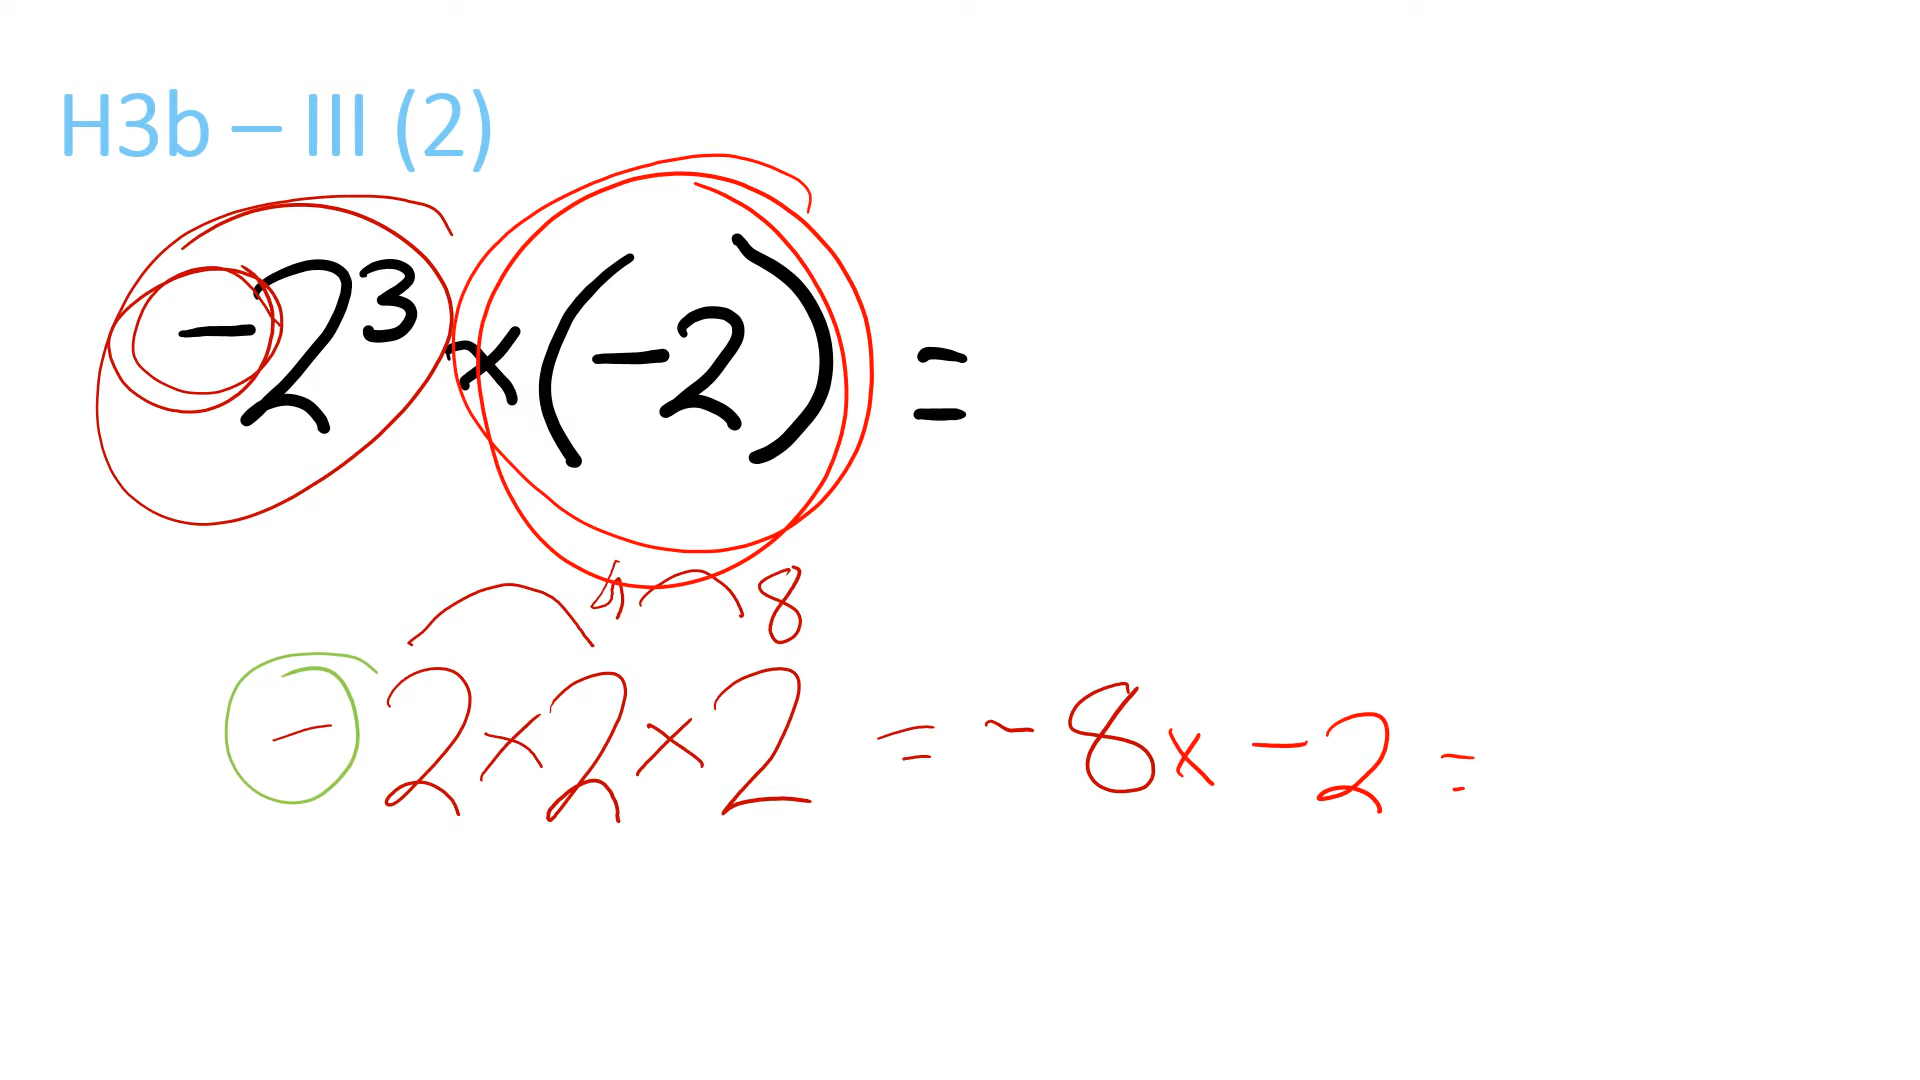 H3b – III (2)
-2³ x (-2) =
4 8
- 2 x 2 x 2 = - 8 x - 2 =